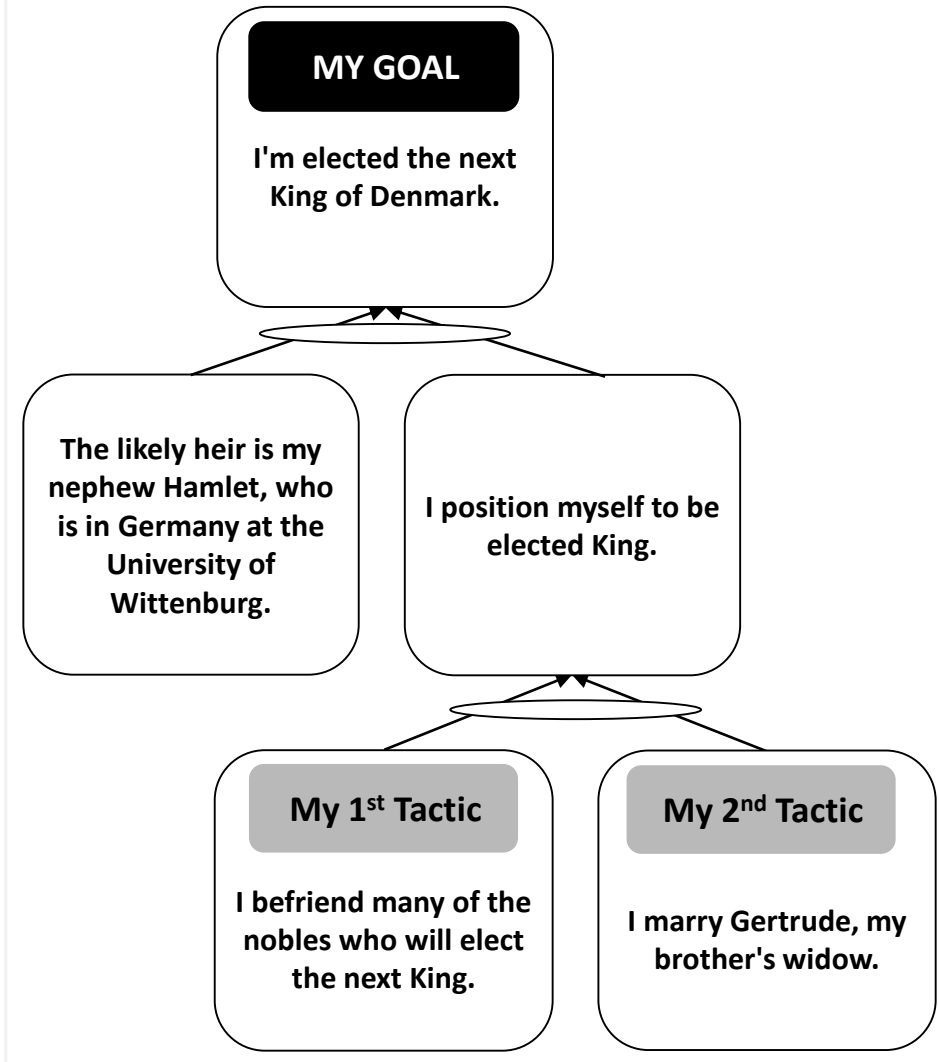 MY GOAL
I'm elected the next
King of Denmark.
The likely heir is my
nephew Hamlet, who
is in Germany at the
University of
Wittenburg.
I position myself to be
elected King.
My 1st Tactic
I befriend many of the
nobles who will elect
the next King.
My 2nd Tactic
I marry Gertrude, my
brother's widow.